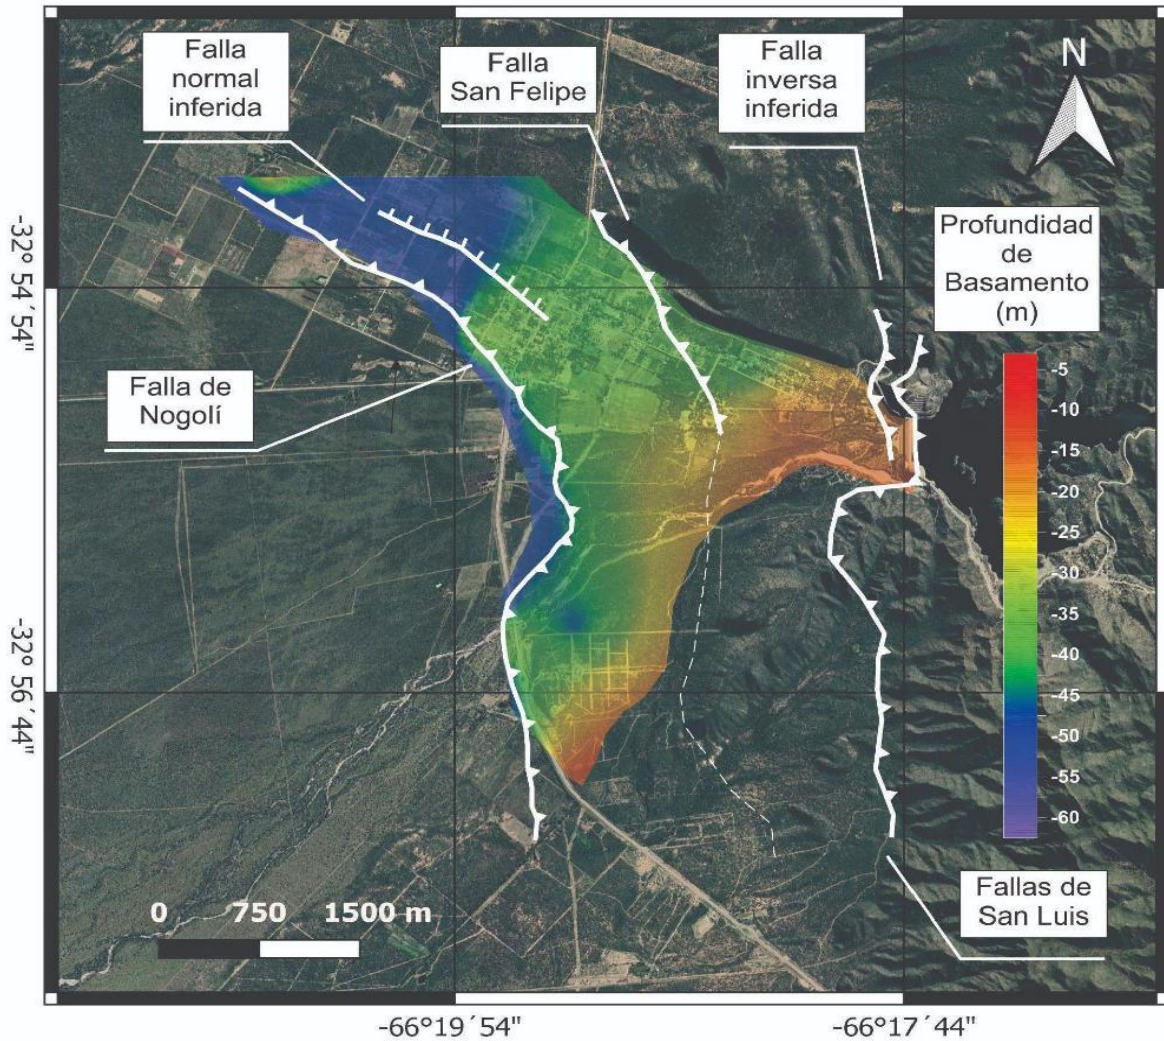 Falla
normal
inferida
Falla
San Felipe
Falla
inversa
inferida
N
Profundidad
de
Basamento
(m)
-5
-10
-15
-20
-25
-30
-35
-40
-45
-50
-55
-60
Falla de
Nogolí
Fallas de
San Luis
0 750 1500 m
-32° 54´54"
-32° 56´44"
-66°19´54"
-66°17´44"